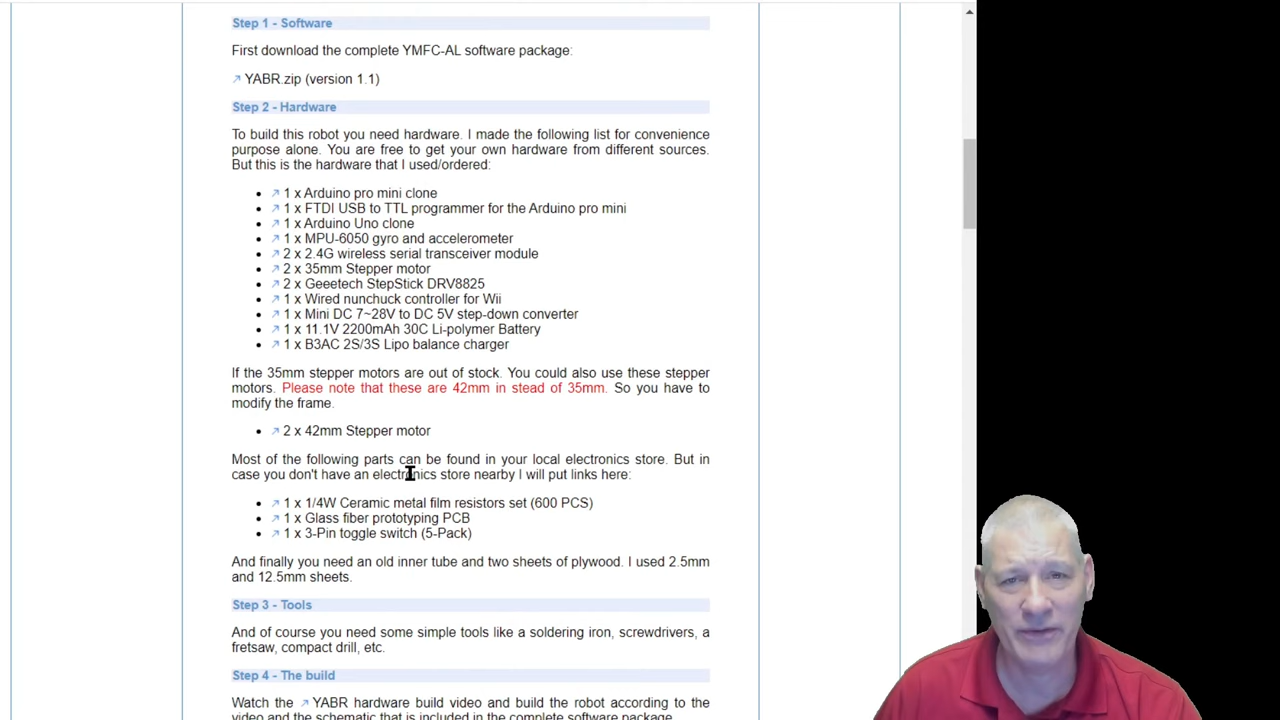 Step 1 - Software
First download the complete YMFC-AL software package:
YABR.zip (version 1.1)
Step 2 - Hardware
To build this robot you need hardware. I made the following list for convenience
purpose alone. You are free to get your own hardware from different sources.
But this is the hardware that I used/ordered:
1 x Arduino pro mini clone
1 x FTDI USB to TTL programmer for the Arduino pro mini
1 x Arduino Uno clone
1 x MPU-6050 gyro and accelerometer
2 x 2.4G wireless serial transceiver module
2 x 35mm Stepper motor
2 x Geeetech StepStick DRV8825
1 x Wired nunchuck controller for Wii
1 x Mini DC 7~28V to DC 5V step-down converter
1 x 11.1V 2200mAh 30C Li-polymer Battery
1 x B3AC 2S/3S Lipo balance charger
If the 35mm stepper motors are out of stock. You could also use these stepper
motors. Please note that these are 42mm in stead of 35mm. So you have to
modify the frame.
2 x 42mm Stepper motor
Most of the following parts can be found in your local electronics store. But in
case you don't have an electronics store nearby I will put links here:
1 x 1/4W Ceramic metal film resistors set (600 PCS)
1 x Glass fiber prototyping PCB
1 x 3-Pin toggle switch (5-Pack)
And finally you need an old inner tube and two sheets of plywood. I used 2.5mm
and 12.5mm sheets.
Step 3 - Tools
And of course you need some simple tools like a soldering iron, screwdrivers, a
fretsaw, compact drill, etc.
Step 4 - The build
Watch the YABR hardware build video and build the robot according to the
video and the schematic that is included in the complete software package.